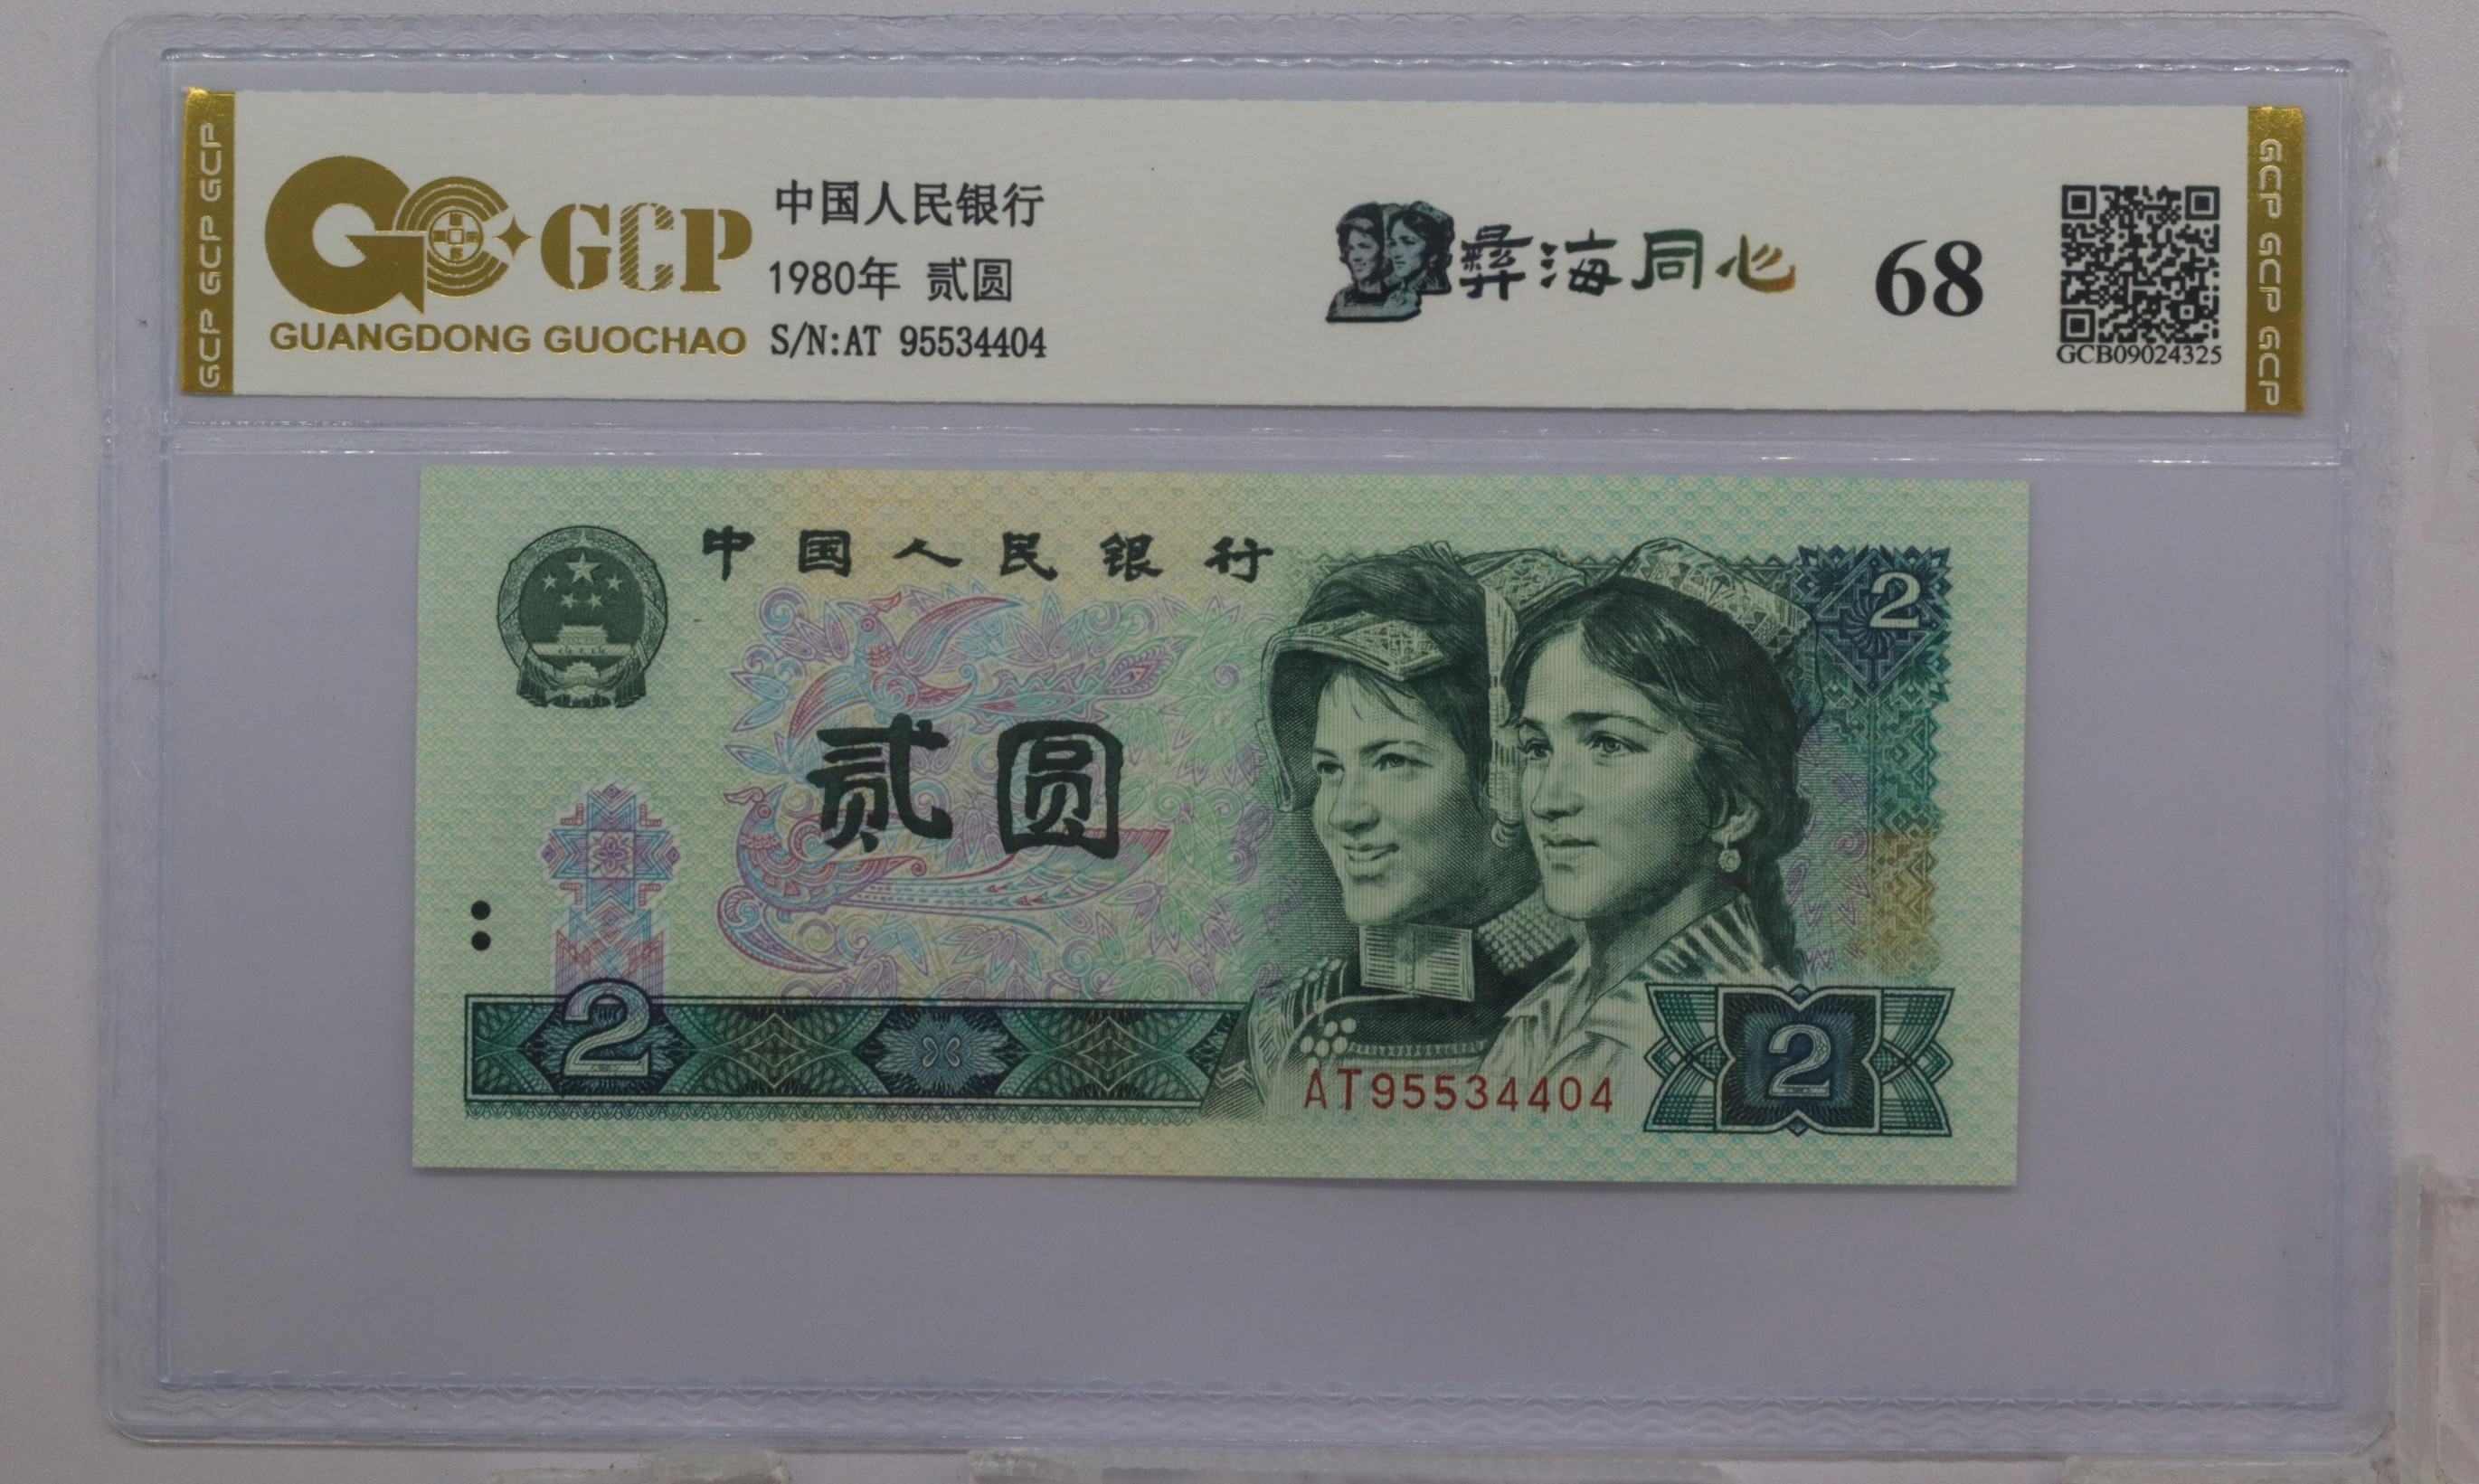 GCP GCP GCP
GCP
GUANGDONG GUOCHAO
中国人民银行
1980年 贰圆
S/N:AT 95534404
彝海同心
68
GCB09024325
GCP GCP GCP
中国人民银行
2
贰圆
2
AT95534404
2